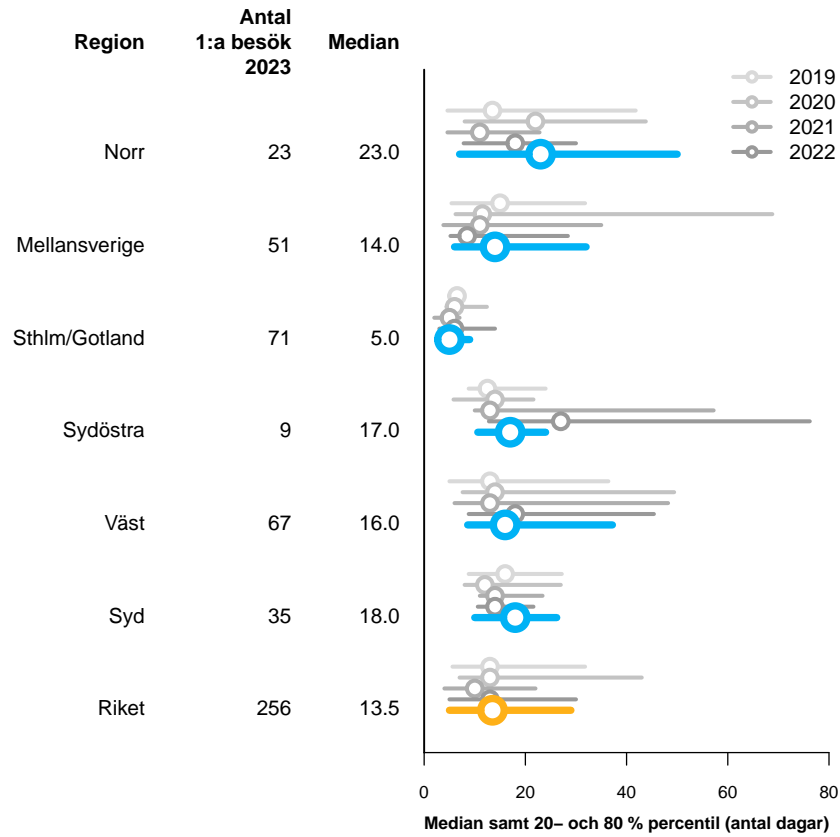 Antal
Region 1:a besök Median
2023
2019
2020
2021
2022
Norr 23 23.0
Mellansverige 51 14.0
Sthlm/Gotland 71 5.0
Sydöstra 9 17.0
Väst 67 16.0
Syd 35 18.0
Riket 256 13.5
0 20 40 60 80
Median samt 20– och 80 % percentil (antal dagar)